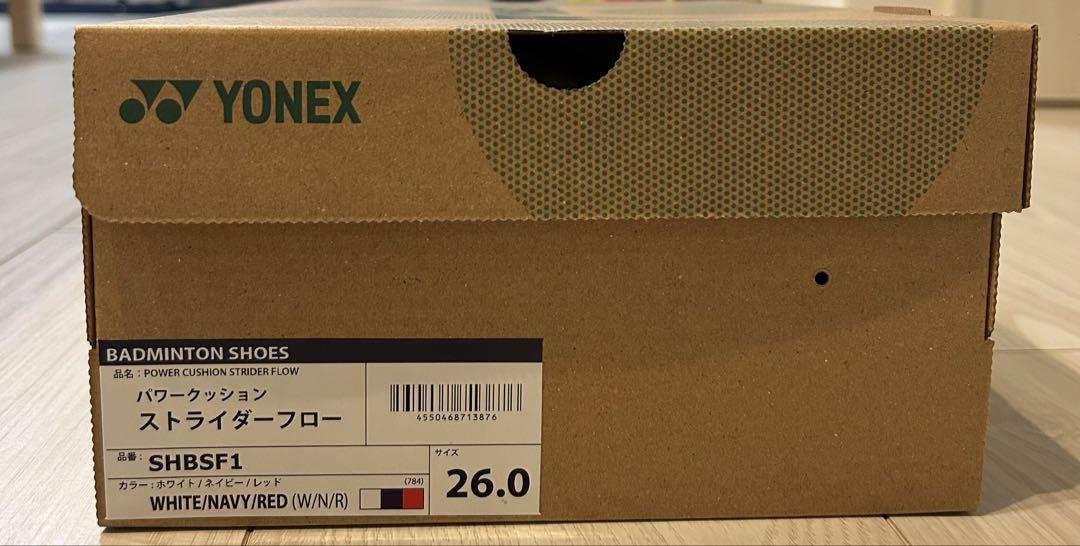 YONEX
BADMINTON SHOES
品名：POWER CUSHION STRIDER FLOW
パワークッション
ストライダーフロー
4550468713876
品番：SHBSF1
カラー：ホワイト/ネイビー/レッド
(784)
WHITE/NAVY/RED (W/N/R)
サイズ
26.0